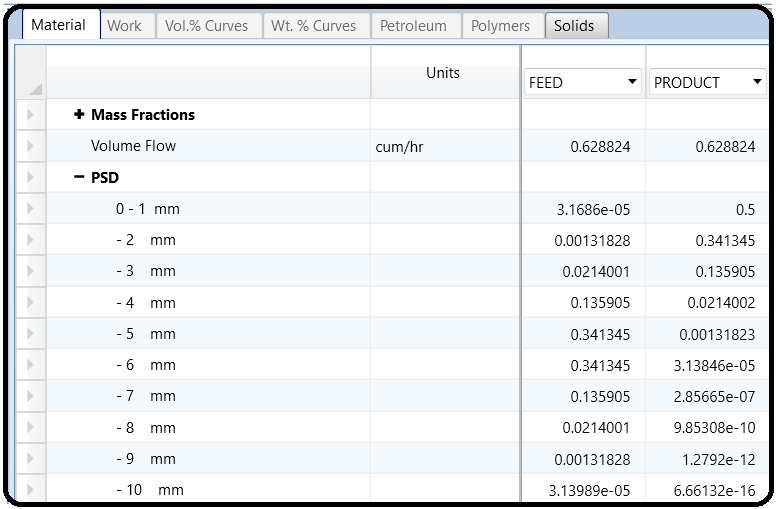 Material Work Vol.% Curves Wt. % Curves Petroleum Polymers Solids
Units FEED PRODUCT
+ Mass Fractions
Volume Flow cum/hr 0.628824 0.628824
− PSD
0 - 1 mm 3.1686e-05 0.5
- 2 mm 0.00131828 0.341345
- 3 mm 0.0214001 0.135905
- 4 mm 0.135905 0.0214002
- 5 mm 0.341345 0.00131823
- 6 mm 0.341345 3.13846e-05
- 7 mm 0.135905 2.85665e-07
- 8 mm 0.0214001 9.85308e-10
- 9 mm 0.00131828 1.2792e-12
- 10 mm 3.13989e-05 6.66132e-16